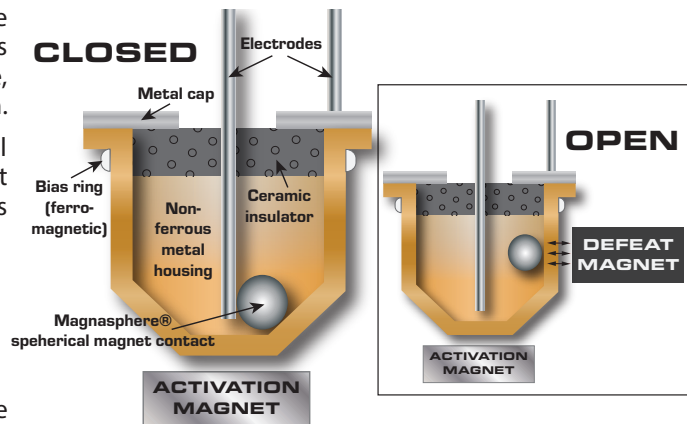 CLOSED
Electrodes
Metal cap
Bias ring
(ferro-
magnetic)
Non-
ferrous
metal
housing
Ceramic
insulator
Magnasphere®
speherical magnet contact
ACTIVATION
MAGNET
OPEN
DEFEAT
MAGNET
ACTIVATION
MAGNET